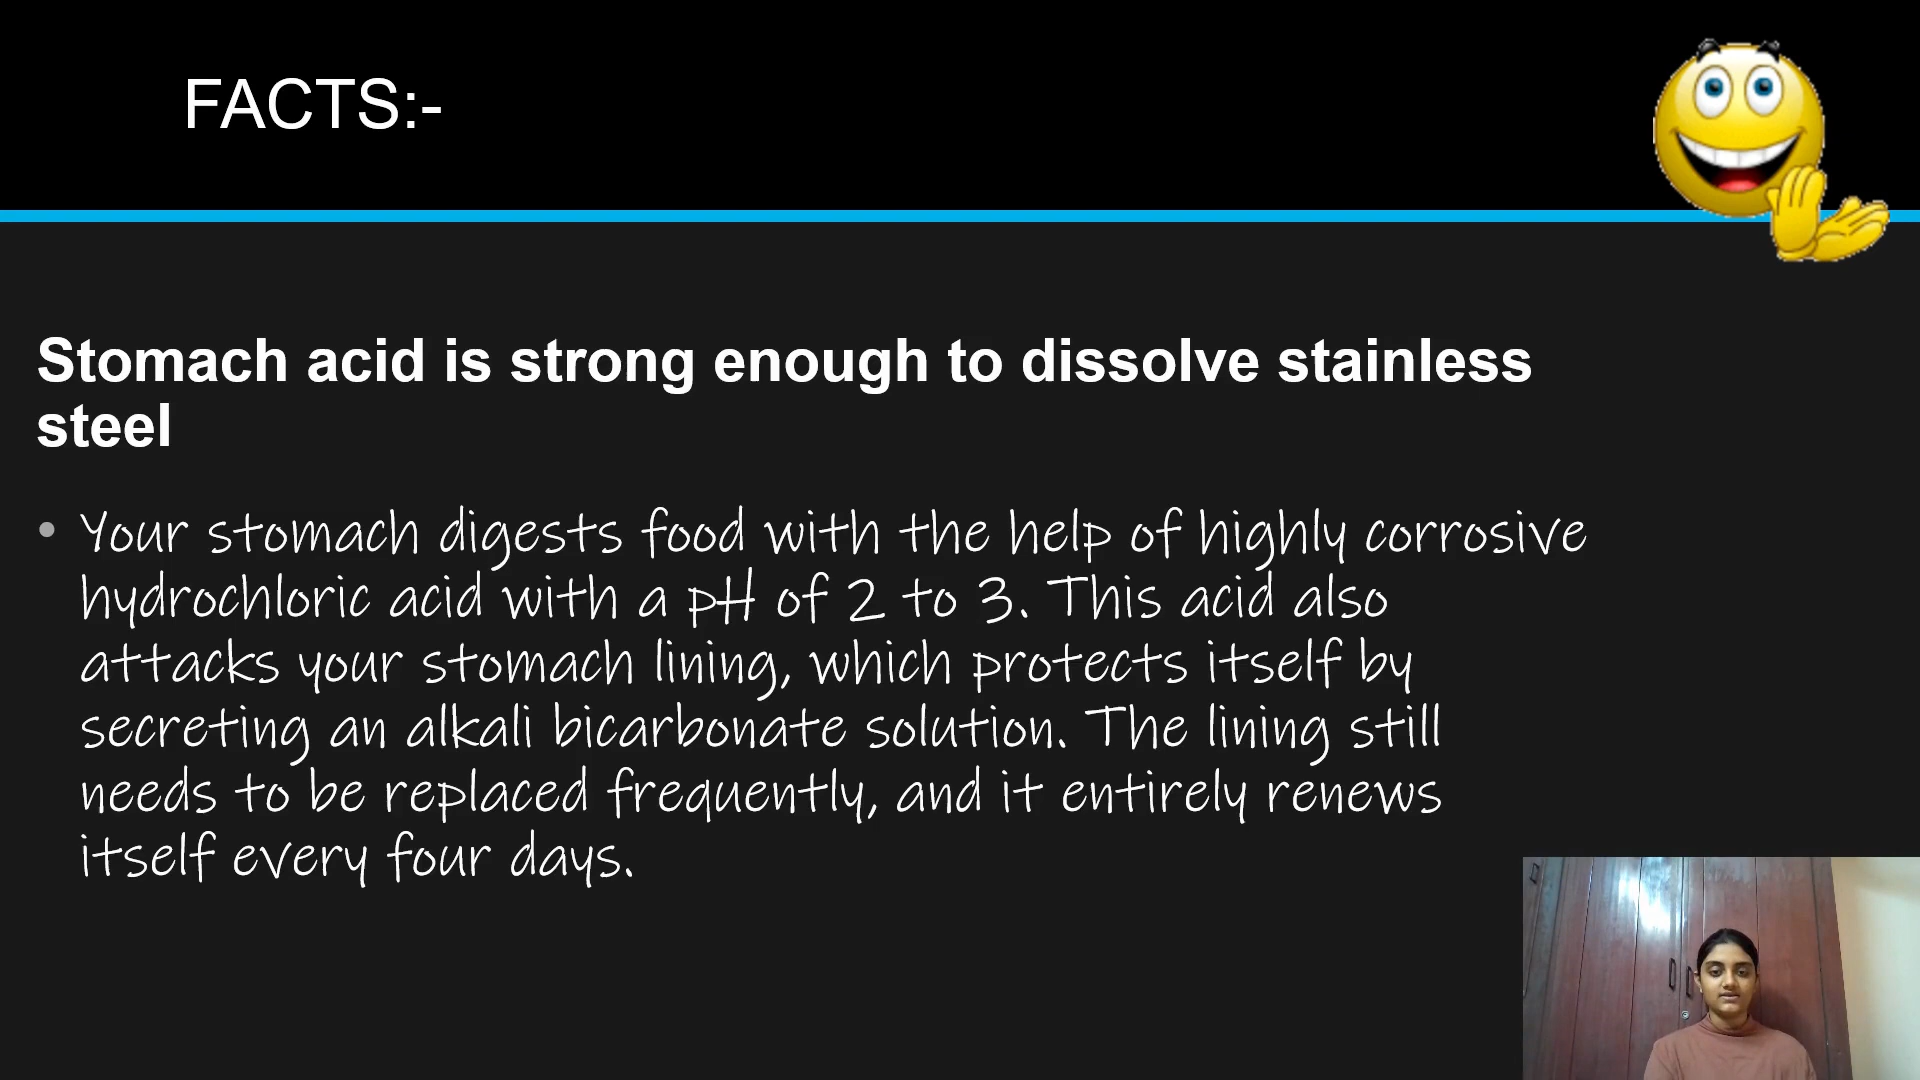 FACTS:-
Stomach acid is strong enough to dissolve stainless
steel
• Your stomach digests food with the help of highly corrosive
hydrochloric acid with a pH of 2 to 3. This acid also
attacks your stomach lining, which protects itself by
secreting an alkali bicarbonate solution. The lining still
needs to be replaced frequently, and it entirely renews
itself every four days.